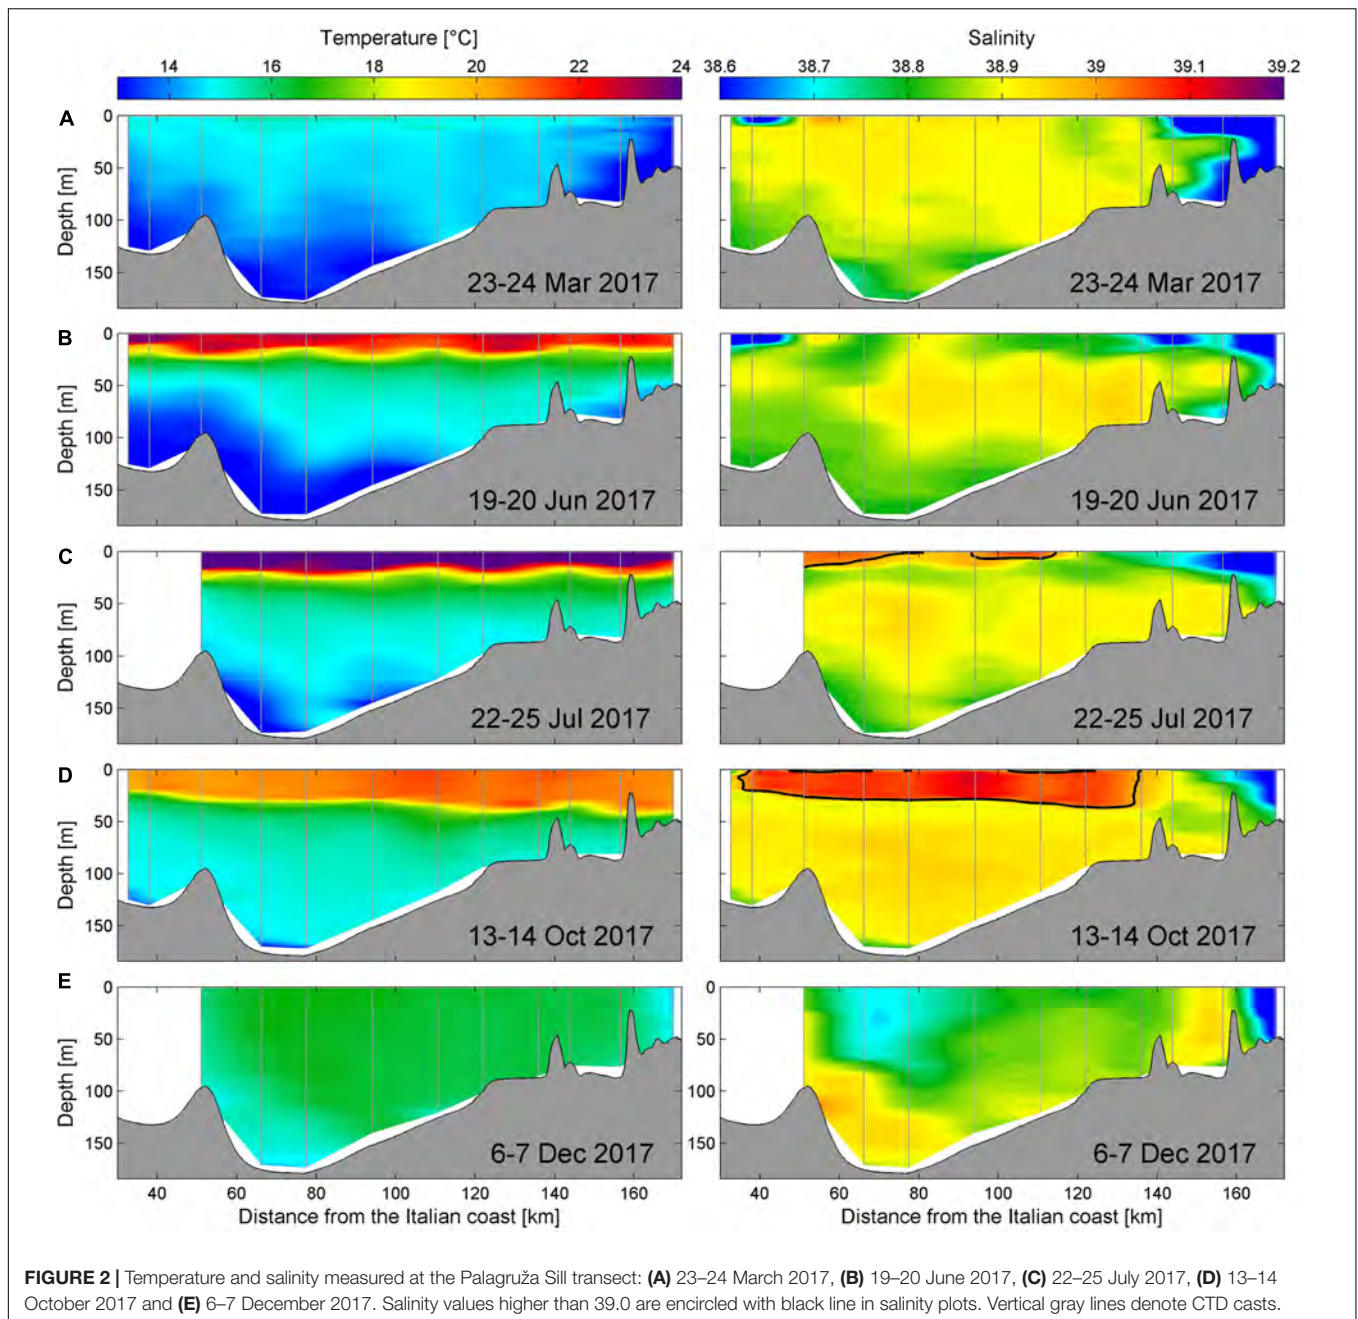 Temperature [°C]
14 16 18 20 22 24
Salinity
38.6 38.7 38.8 38.9 39 39.1 39.2
A
0
50
100
150
Depth [m]
23-24 Mar 2017
23-24 Mar 2017
B
0
50
100
150
Depth [m]
19-20 Jun 2017
19-20 Jun 2017
C
0
50
100
150
Depth [m]
22-25 Jul 2017
22-25 Jul 2017
D
0
50
100
150
Depth [m]
13-14 Oct 2017
13-14 Oct 2017
E
0
50
100
150
Depth [m]
6-7 Dec 2017
6-7 Dec 2017
40 60 80 100 120 140 160
40 60 80 100 120 140 160
Distance from the Italian coast [km]
Distance from the Italian coast [km]
FIGURE 2 | Temperature and salinity measured at the Palagruža Sill transect: (A) 23–24 March 2017, (B) 19–20 June 2017, (C) 22–25 July 2017, (D) 13–14
October 2017 and (E) 6–7 December 2017. Salinity values higher than 39.0 are encircled with black line in salinity plots. Vertical gray lines denote CTD casts.